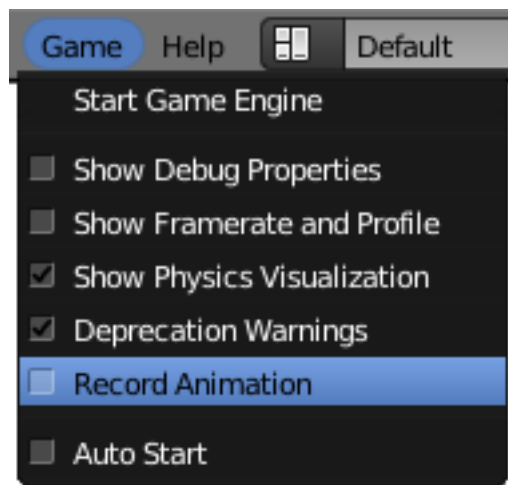 Game Help Default
Start Game Engine
Show Debug Properties
Show Framerate and Profile
Show Physics Visualization
Deprecation Warnings
Record Animation
Auto Start